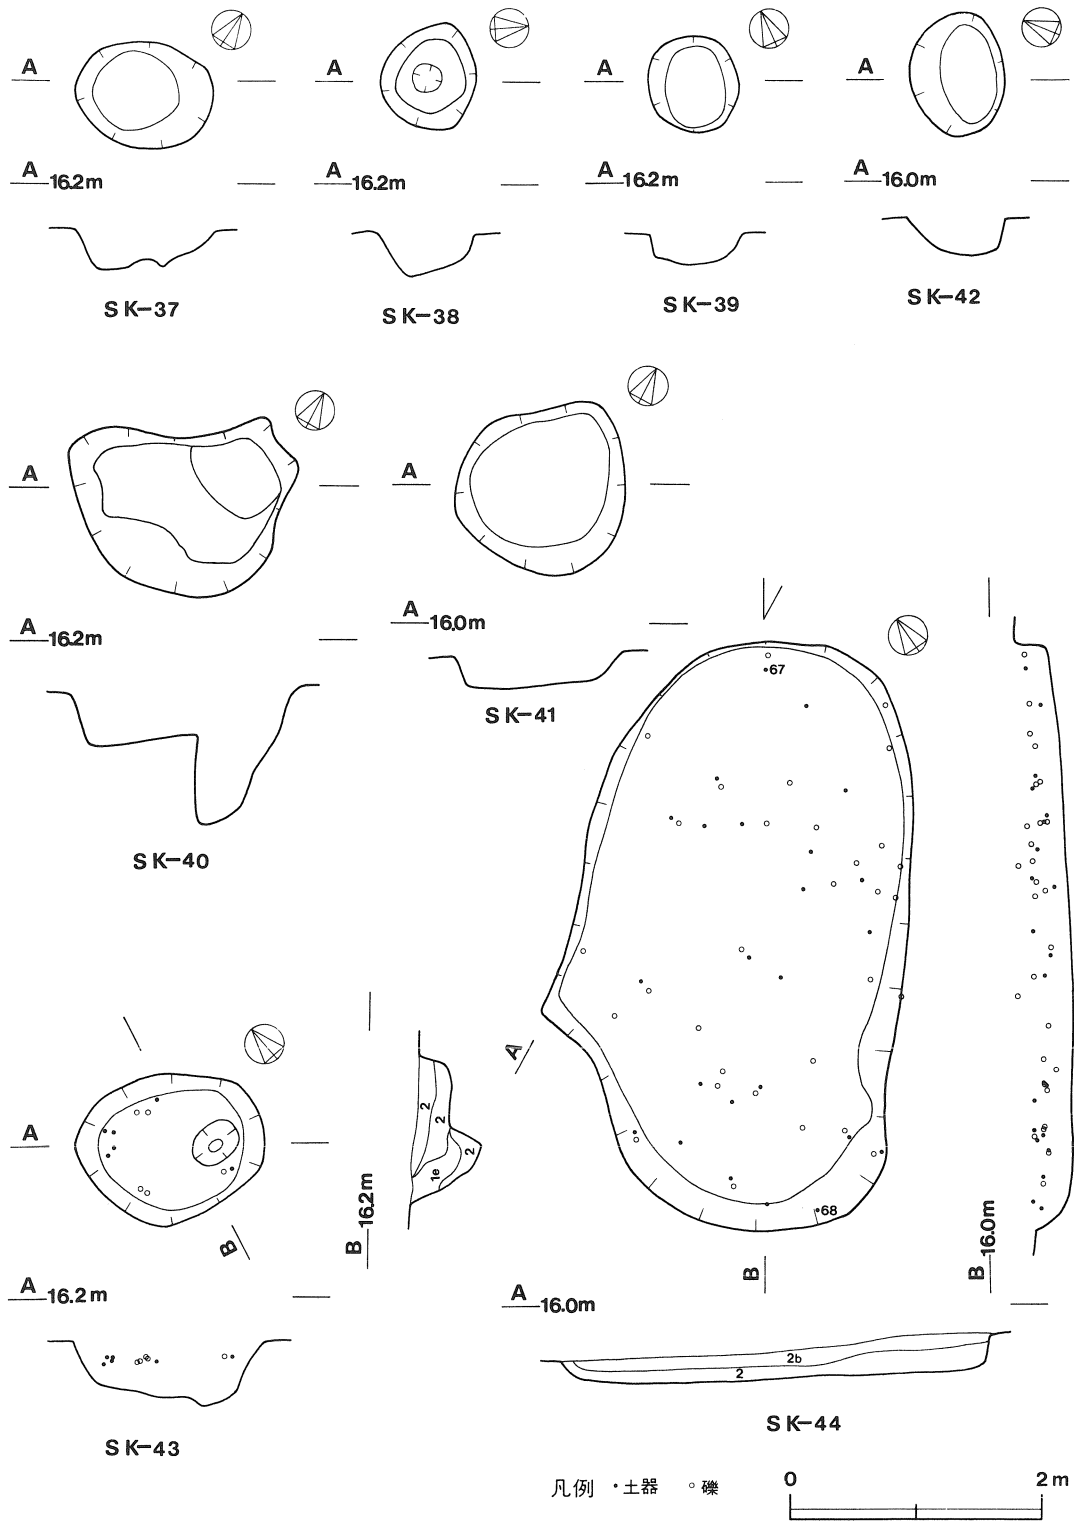 A A A A
A 16.2m A 16.2m A 16.2m A 16.0m
SK-37 SK-38 SK-39 SK-42
A A
A 16.2m A 16.0m
SK-41
SK-40
67
A
A
68
B
B 16.0m
2
2
2
1e
B 16.2m
B
A 16.2m
SK-43
A 16.0m
2b
2
SK-44
凡例 •土器 ○礫
0 2m